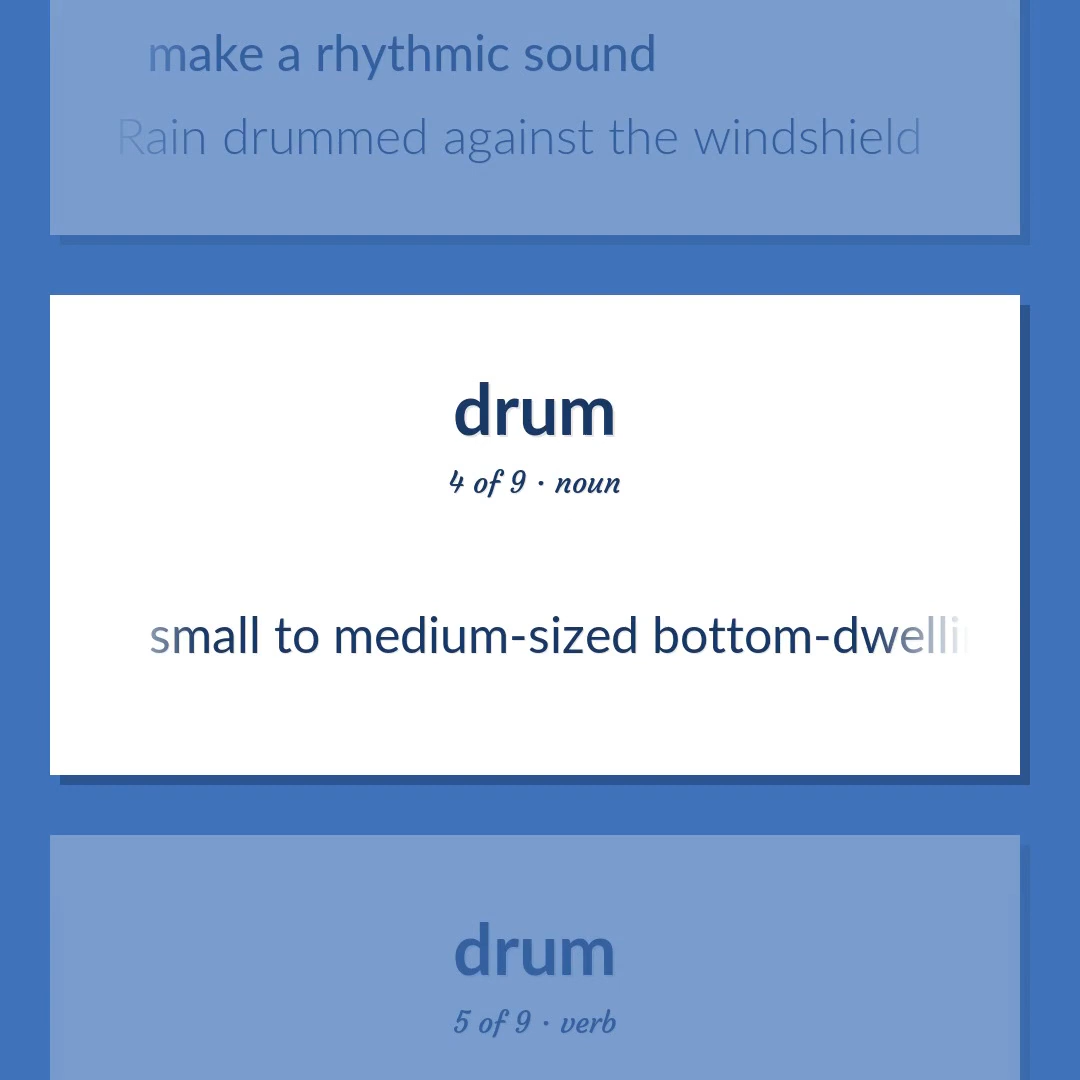 make a rhythmic sound
Rain drummed against the windshield
drum
4 of 9 · noun
small to medium-sized bottom-dwelli
drum
5 of 9 · verb